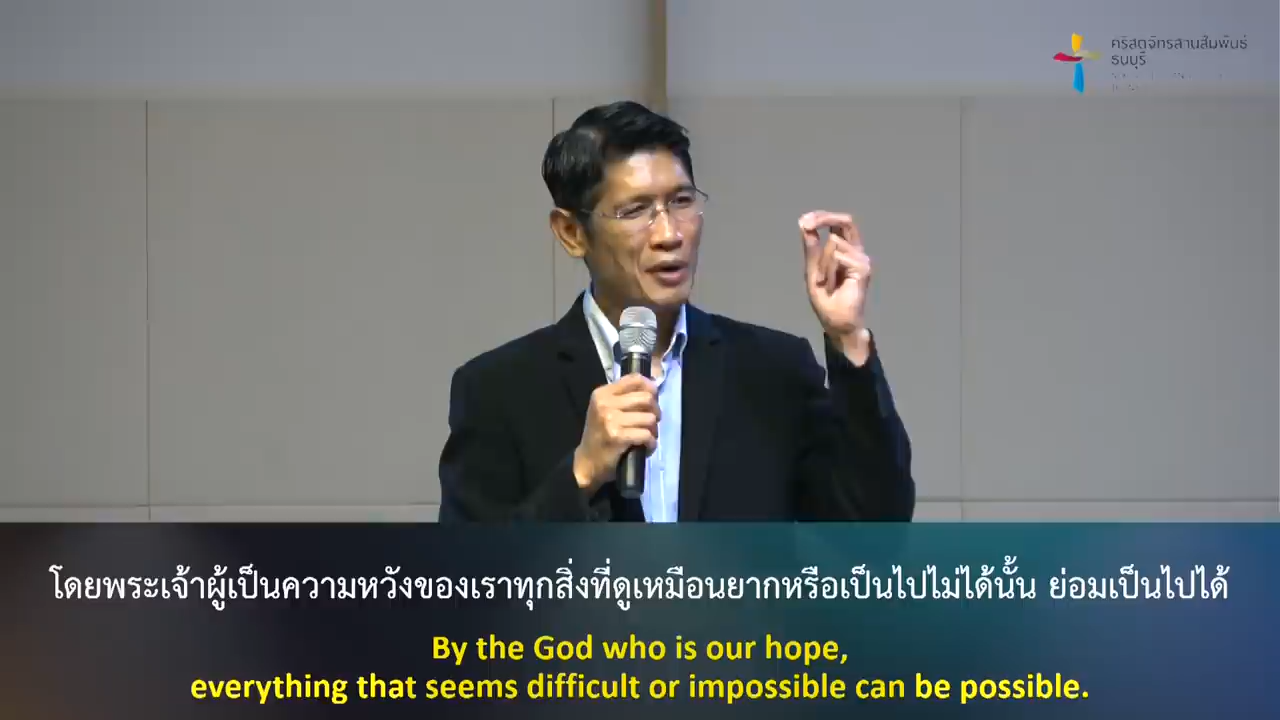 คริสตจักรสานสัมพันธ์
ธนบุรี
โดยพระเจ้าผู้เป็นความหวังของเราทุกสิ่งที่ดูเหมือนยากหรือเป็นไปไม่ได้นั้น ย่อมเป็นไปได้
By the God who is our hope,
everything that seems difficult or impossible can be possible.